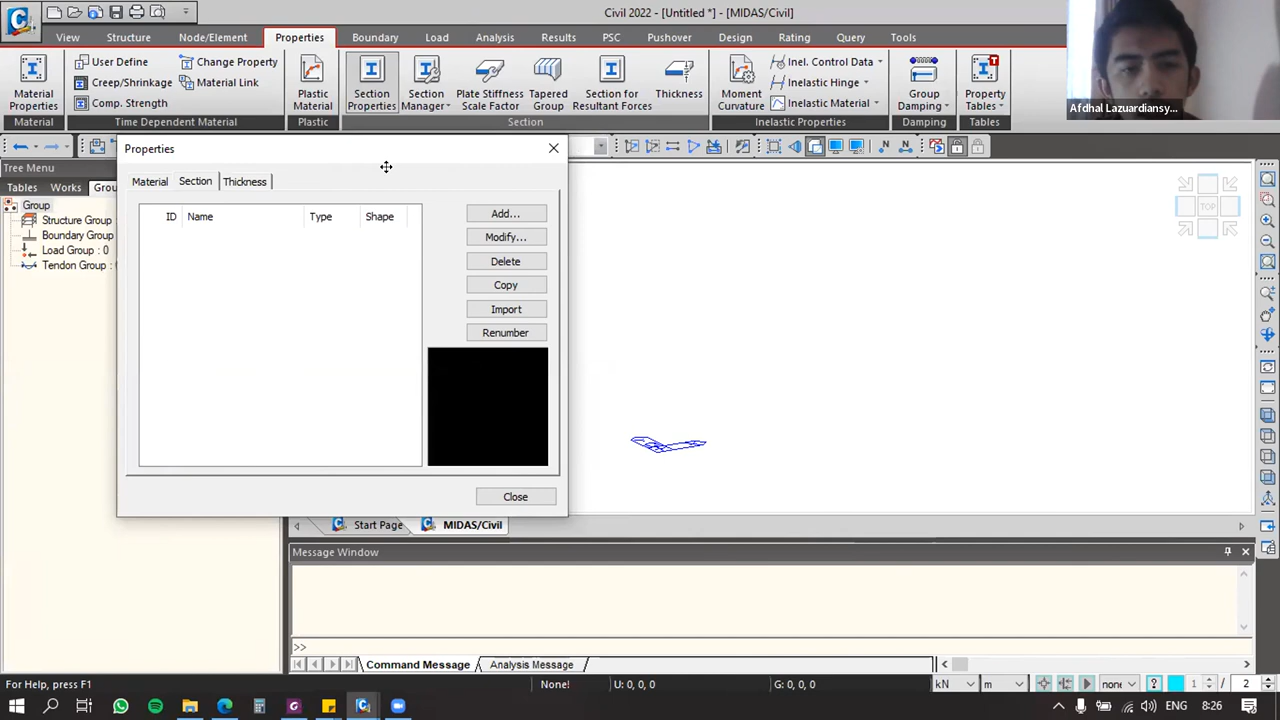 Civil 2022 - [Untitled *] - [MIDAS/Civil]
View Structure Node/Element Properties Boundary Load Analysis Results PSC Pushover Design Rating Query Tools
Material Properties
User Define
Creep/Shrinkage
Comp. Strength
Change Property
Material Link
Plastic Material
Section Properties
Section Manager
Plate Stiffness Scale Factor
Tapered Group
Section for Resultant Forces
Thickness
Moment Curvature
Inel. Control Data
Inelastic Hinge
Inelastic Material
Group Damping
Property Tables
Material Time Dependent Material Plastic Section Inelastic Properties Damping Tables
Afdhal Lazuardiansy...
Tree Menu
Tables Works Grou
Group
Structure Group
Boundary Group
Load Group : 0
Tendon Group :
Properties
Material Section Thickness
ID Name Type Shape
Add...
Modify...
Delete
Copy
Import
Renumber
Close
TOP
Start Page MIDAS/Civil
Message Window
>>
Command Message Analysis Message
For Help, press F1 None! U: 0, 0, 0 G: 0, 0, 0 kN m none ? 1 / 2
ENG 8:26